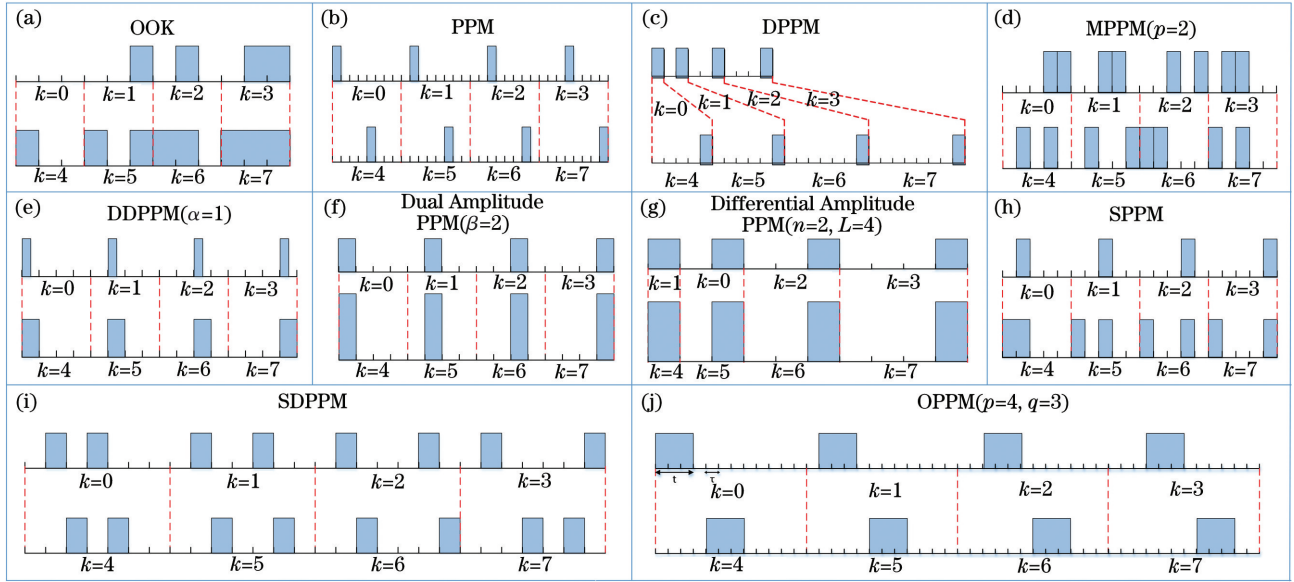 (a)
OOK
k=0 k=1 k=2 k=3
k=4 k=5 k=6 k=7
(b)
PPM
k=0 k=1 k=2 k=3
k=4 k=5 k=6 k=7
(c)
DPPM
k=0 k=1 k=2 k=3
k=4 k=5 k=6 k=7
(d)
MPPM(p=2)
k=0 k=1 k=2 k=3
k=4 k=5 k=6 k=7
(e)
DDPPM(α=1)
k=0 k=1 k=2 k=3
k=4 k=5 k=6 k=7
(f)
Dual Amplitude
PPM(β=2)
k=0 k=1 k=2 k=3
k=4 k=5 k=6 k=7
(g)
Differential Amplitude
PPM(n=2, L=4)
k=1 k=0 k=2 k=3
k=4 k=5 k=6 k=7
(h)
SPPM
k=0 k=1 k=2 k=3
k=4 k=5 k=6 k=7
(i)
SDPPM
k=0 k=1 k=2 k=3
k=4 k=5 k=6 k=7
(j)
OPPM(p=4, q=3)
t τ
k=0 k=1 k=2 k=3
k=4 k=5 k=6 k=7